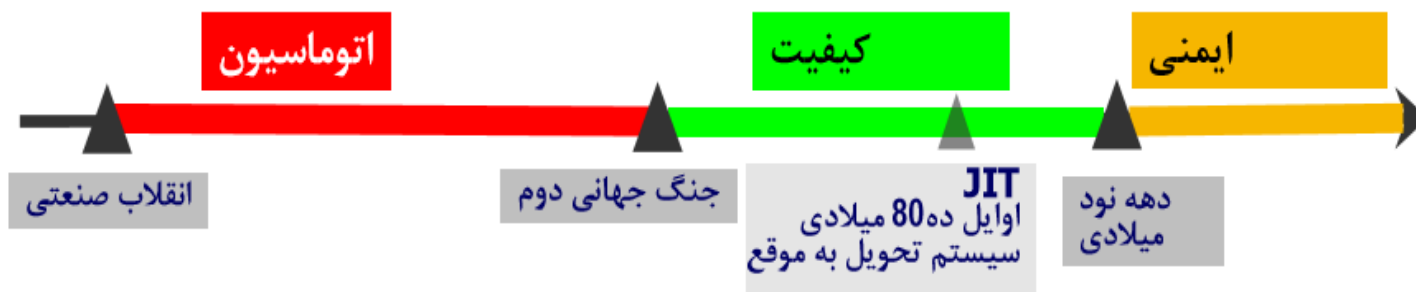 اتوماسیون
کیفیت
ایمنی
انقلاب صنعتی
جنگ جهانی دوم
JIT
اوایل ده80 میلادی
سیستم تحویل به موقع
دهه نود
میلادی